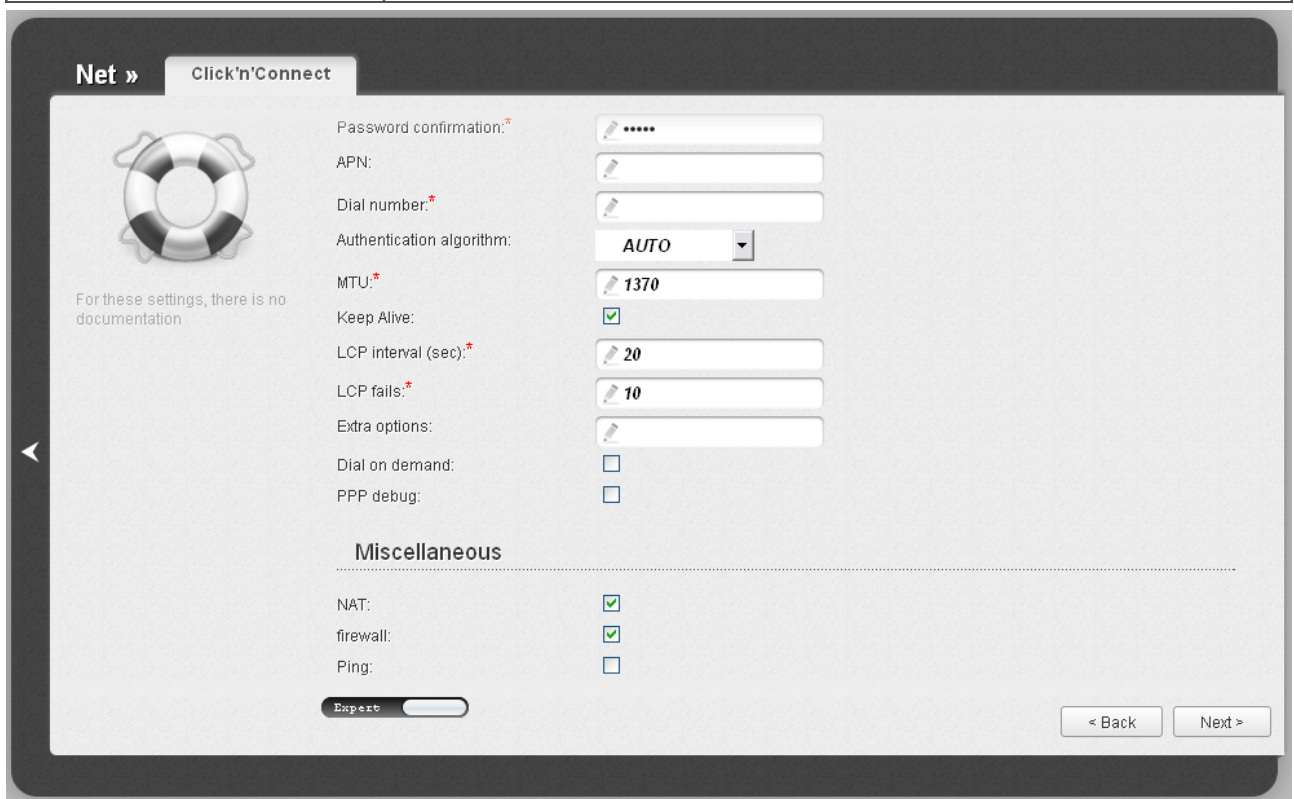 Net » Click'n'Connect
Password confirmation:* •••••
APN:
Dial number:*
Authentication algorithm: AUTO
MTU:* 1370
For these settings, there is no
documentation
Keep Alive:
LCP interval (sec):* 20
LCP fails:* 10
Extra options:
Dial on demand:
PPP debug:
Miscellaneous
NAT:
firewall:
Ping:
Expert
< Back Next >